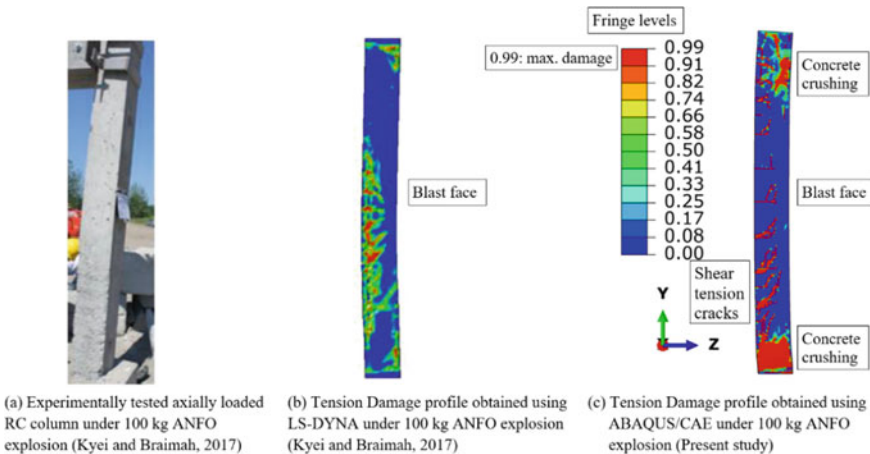 Fringe levels
0.99: max. damage
0.99
0.91
0.82
0.74
0.66
0.58
0.50
0.41
0.33
0.25
0.17
0.08
0.00
Blast face
Concrete
crushing
Blast face
Shear
tension
cracks
Concrete
crushing
Y
Z
(a) Experimentally tested axially loaded
RC column under 100 kg ANFO
explosion (Kyei and Braimah, 2017)
(b) Tension Damage profile obtained using
LS-DYNA under 100 kg ANFO explosion
(Kyei and Braimah, 2017)
(c) Tension Damage profile obtained using
ABAQUS/CAE under 100 kg ANFO
explosion (Present study)